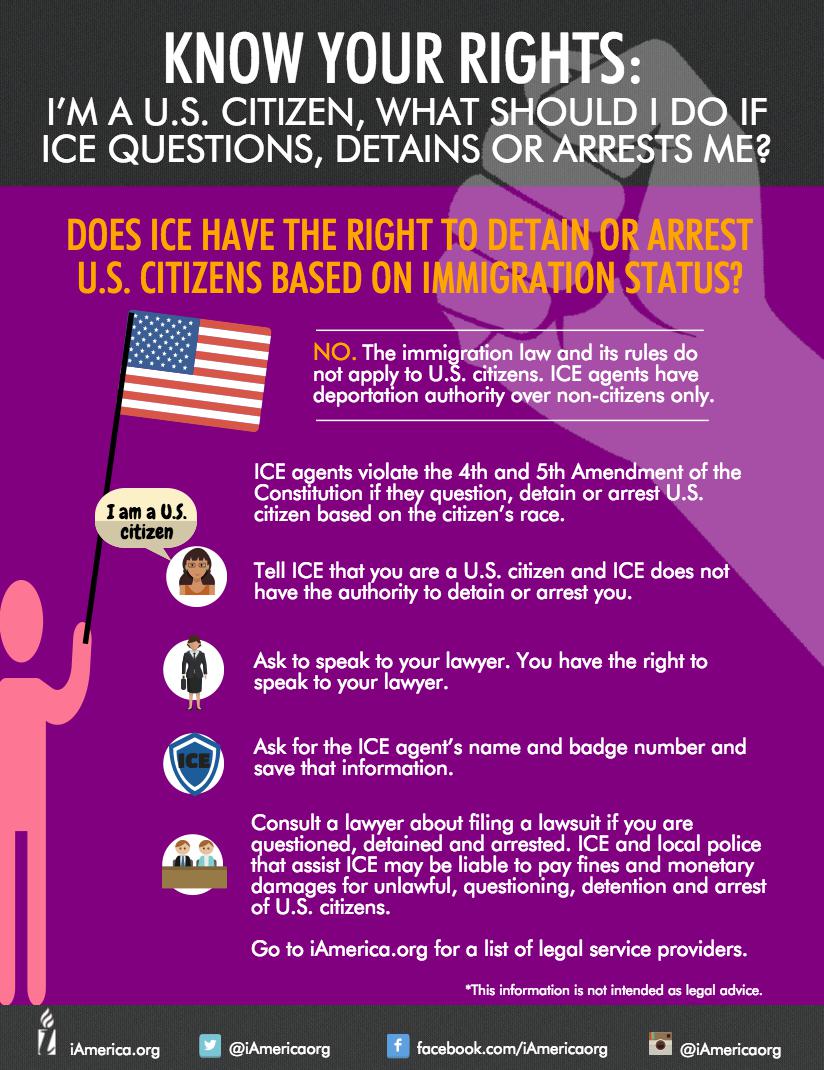 KNOW YOUR RIGHTS:
I'M A U.S. CITIZEN, WHAT SHOULD I DO IF
ICE QUESTIONS, DETAINS OR ARRESTS ME?
DOES ICE HAVE THE RIGHT TO DETAIN OR ARREST
U.S. CITIZENS BASED ON IMMIGRATION STATUS?
NO. The immigration law and its rules do
not apply to U.S. citizens. ICE agents have
deportation authority over non-citizens only.
ICE agents violate the 4th and 5th Amendment of the
Constitution if they question, detain or arrest U.S.
citizen based on the citizen's race.
I am a U.S.
citizen
Tell ICE that you are a U.S. citizen and ICE does not
have the authority to detain or arrest you.
Ask to speak to your lawyer. You have the right to
speak to your lawyer.
ICE
Ask for the ICE agent's name and badge number and
save that information.
Consult a lawyer about filing a lawsuit if you are
questioned, detained and arrested. ICE and local police
that assist ICE may be liable to pay fines and monetary
damages for unlawful, questioning, detention and arrest
of U.S. citizens.
Go to iAmerica.org for a list of legal service providers.
*This information is not intended as legal advice.
iAmerica.org
@iAmericaorg
facebook.com/iAmericaorg
@iAmericaorg